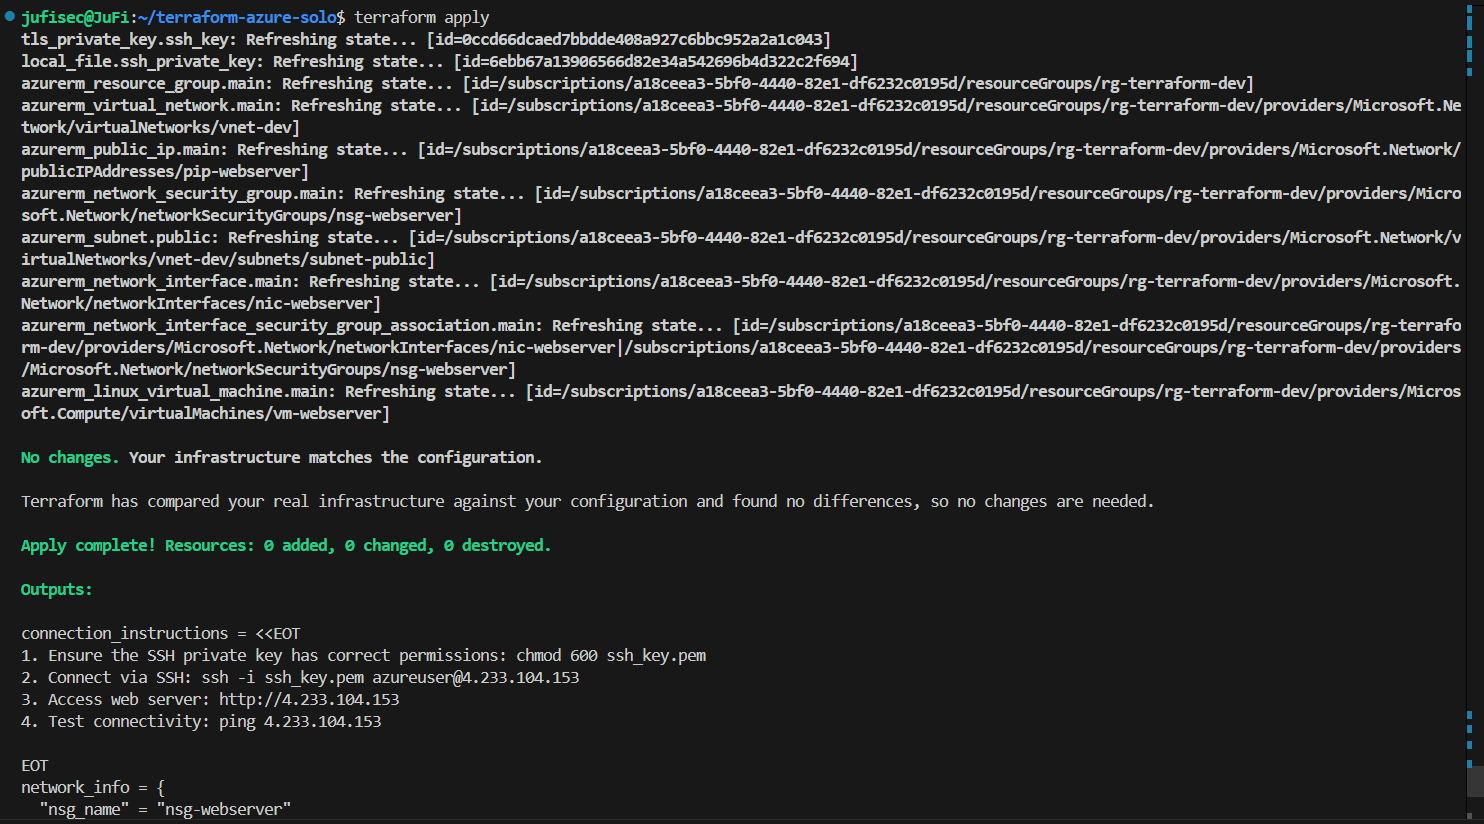 jufisec@JuFi:~/terraform-azure-solo$ terraform apply
tls_private_key.ssh_key: Refreshing state... [id=0ccd66dcaed7bbdde408a927c6bbc952a2a1c043]
local_file.ssh_private_key: Refreshing state... [id=6ebb67a13906566d82e34a542696b4d322c2f694]
azurerm_resource_group.main: Refreshing state... [id=/subscriptions/a18ceea3-5bf0-4440-82e1-df6232c0195d/resourceGroups/rg-terraform-dev]
azurerm_virtual_network.main: Refreshing state... [id=/subscriptions/a18ceea3-5bf0-4440-82e1-df6232c0195d/resourceGroups/rg-terraform-dev/providers/Microsoft.Ne
twork/virtualNetworks/vnet-dev]
azurerm_public_ip.main: Refreshing state... [id=/subscriptions/a18ceea3-5bf0-4440-82e1-df6232c0195d/resourceGroups/rg-terraform-dev/providers/Microsoft.Network/
publicIPAddresses/pip-webserver]
azurerm_network_security_group.main: Refreshing state... [id=/subscriptions/a18ceea3-5bf0-4440-82e1-df6232c0195d/resourceGroups/rg-terraform-dev/providers/Micro
soft.Network/networkSecurityGroups/nsg-webserver]
azurerm_subnet.public: Refreshing state... [id=/subscriptions/a18ceea3-5bf0-4440-82e1-df6232c0195d/resourceGroups/rg-terraform-dev/providers/Microsoft.Network/v
irtualNetworks/vnet-dev/subnets/subnet-public]
azurerm_network_interface.main: Refreshing state... [id=/subscriptions/a18ceea3-5bf0-4440-82e1-df6232c0195d/resourceGroups/rg-terraform-dev/providers/Microsoft.
Network/networkInterfaces/nic-webserver]
azurerm_network_interface_security_group_association.main: Refreshing state... [id=/subscriptions/a18ceea3-5bf0-4440-82e1-df6232c0195d/resourceGroups/rg-terrafo
rm-dev/providers/Microsoft.Network/networkInterfaces/nic-webserver|/subscriptions/a18ceea3-5bf0-4440-82e1-df6232c0195d/resourceGroups/rg-terraform-dev/providers
/Microsoft.Network/networkSecurityGroups/nsg-webserver]
azurerm_linux_virtual_machine.main: Refreshing state... [id=/subscriptions/a18ceea3-5bf0-4440-82e1-df6232c0195d/resourceGroups/rg-terraform-dev/providers/Micros
oft.Compute/virtualMachines/vm-webserver]
No changes. Your infrastructure matches the configuration.
Terraform has compared your real infrastructure against your configuration and found no differences, so no changes are needed.
Apply complete! Resources: 0 added, 0 changed, 0 destroyed.
Outputs:
connection_instructions = <<EOT
1. Ensure the SSH private key has correct permissions: chmod 600 ssh_key.pem
2. Connect via SSH: ssh -i ssh_key.pem azureuser@4.233.104.153
3. Access web server: http://4.233.104.153
4. Test connectivity: ping 4.233.104.153
EOT
network_info = {
"nsg_name" = "nsg-webserver"